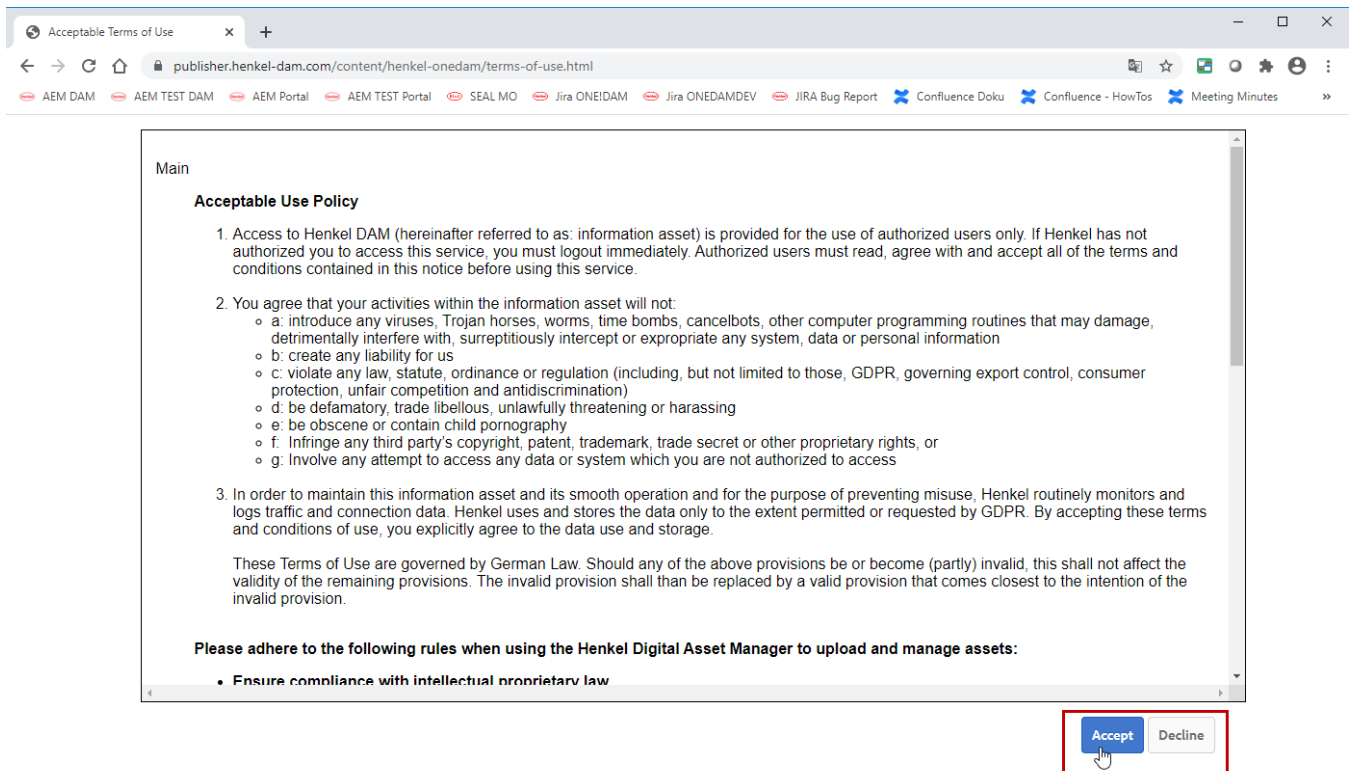 Acceptable Terms of Use
publisher.henkel-dam.com/content/henkel-onedam/terms-of-use.html
AEM DAM AEM TEST DAM AEM Portal AEM TEST Portal SEAL MO Jira ONE!DAM Jira ONEDAMDEV JIRA Bug Report Confluence Doku Confluence - HowTos Meeting Minutes »
Main
Acceptable Use Policy
1. Access to Henkel DAM (hereinafter referred to as: information asset) is provided for the use of authorized users only. If Henkel has not
authorized you to access this service, you must logout immediately. Authorized users must read, agree with and accept all of the terms and
conditions contained in this notice before using this service.
2. You agree that your activities within the information asset will not:
a: introduce any viruses, Trojan horses, worms, time bombs, cancelbots, other computer programming routines that may damage,
detrimentally interfere with, surreptitiously intercept or expropriate any system, data or personal information
b: create any liability for us
c: violate any law, statute, ordinance or regulation (including, but not limited to those, GDPR, governing export control, consumer
protection, unfair competition and antidiscrimination)
d: be defamatory, trade libellous, unlawfully threatening or harassing
e: be obscene or contain child pornography
f: Infringe any third party's copyright, patent, trademark, trade secret or other proprietary rights, or
g: Involve any attempt to access any data or system which you are not authorized to access
3. In order to maintain this information asset and its smooth operation and for the purpose of preventing misuse, Henkel routinely monitors and
logs traffic and connection data. Henkel uses and stores the data only to the extent permitted or requested by GDPR. By accepting these terms
and conditions of use, you explicitly agree to the data use and storage.
These Terms of Use are governed by German Law. Should any of the above provisions be or become (partly) invalid, this shall not affect the
validity of the remaining provisions. The invalid provision shall than be replaced by a valid provision that comes closest to the intention of the
invalid provision.
Please adhere to the following rules when using the Henkel Digital Asset Manager to upload and manage assets:
• Ensure compliance with intellectual proprietary law
Accept Decline